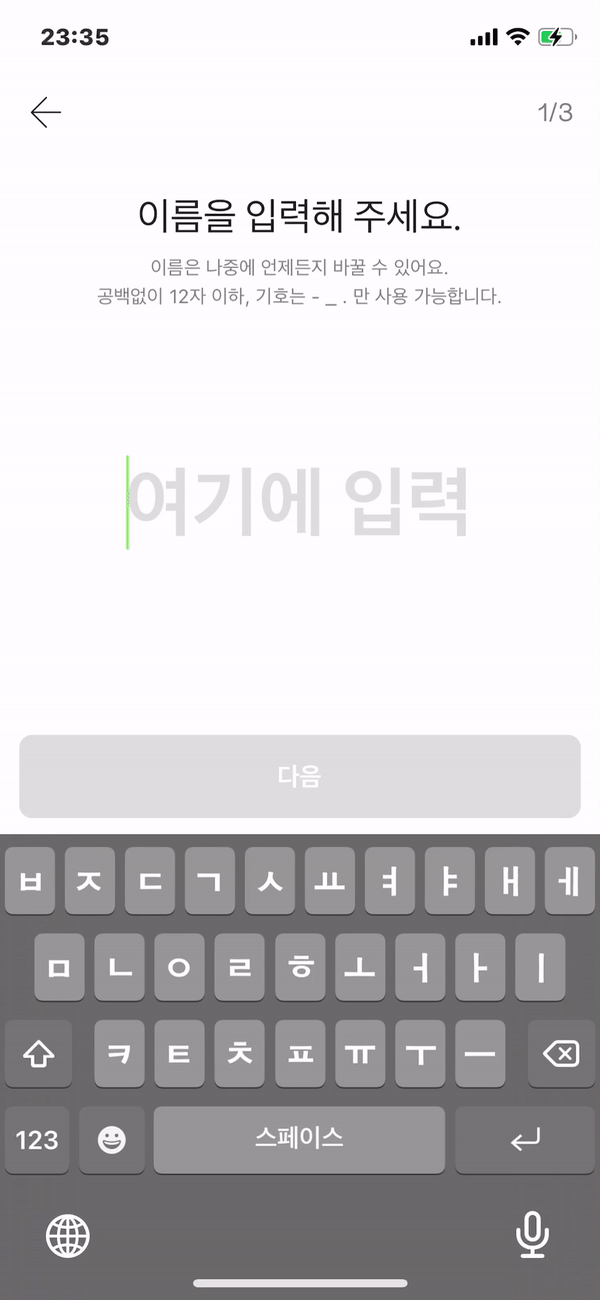 23:35
1/3
이름을 입력해 주세요.
이름은 나중에 언제든지 바꿀 수 있어요.
공백없이 12자 이하, 기호는 - _ . 만 사용 가능합니다.
여기에 입력
다음
ㅂ ㅈ ㄷ ㄱ ㅅ ㅛ ㅕ ㅑ ㅐ ㅔ
ㅁ ㄴ ㅇ ㄹ ㅎ ㅗ ㅓ ㅏ ㅣ
ㅋ ㅌ ㅊ ㅍ ㅠ ㅜ ㅡ
123 스페이스